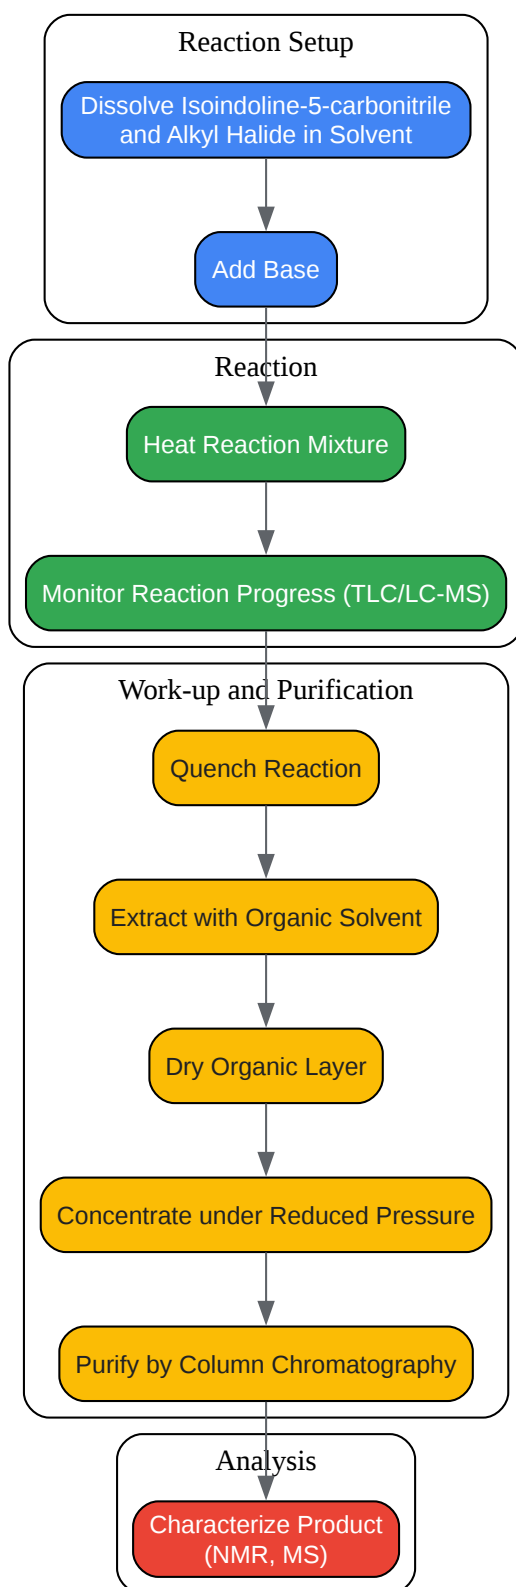 Reaction Setup
Dissolve Isoindoline-5-carbonitrile
and Alkyl Halide in Solvent
Add Base
Reaction
Heat Reaction Mixture
Monitor Reaction Progress (TLC/LC-MS)
Work-up and Purification
Quench Reaction
Extract with Organic Solvent
Dry Organic Layer
Concentrate under Reduced Pressure
Purify by Column Chromatography
Analysis
Characterize Product
(NMR, MS)